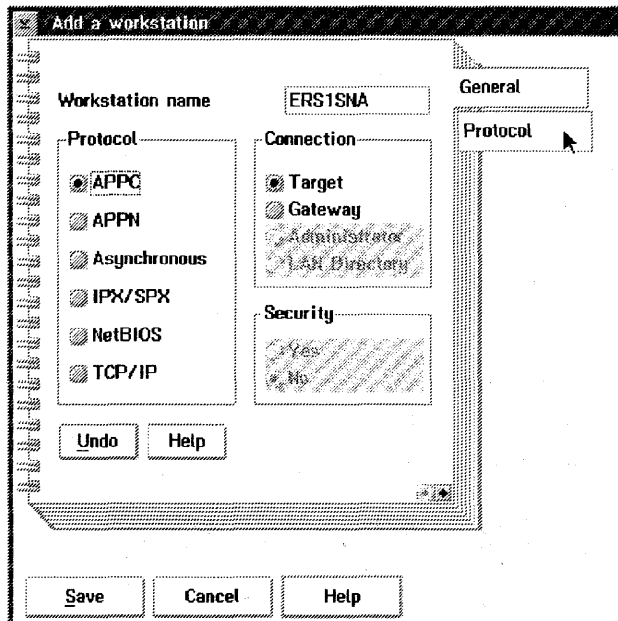 Add a workstation
General
Workstation name ERS1SNA
Protocol
Protocol Connection
APPC Target
APPN Gateway
Administrator
Asynchronous LAN Directory
IPX/SPX
Security
NetBIOS Yes
TCP/IP No
Undo Help
Save Cancel Help